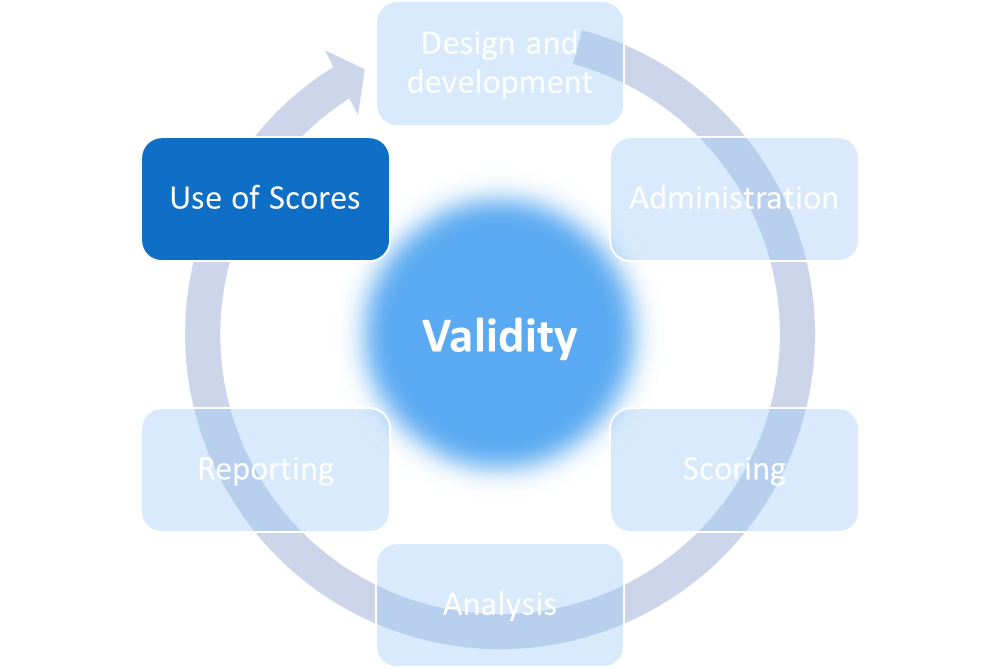 Design and
development
Administration
Scoring
Analysis
Reporting
Use of Scores
Validity